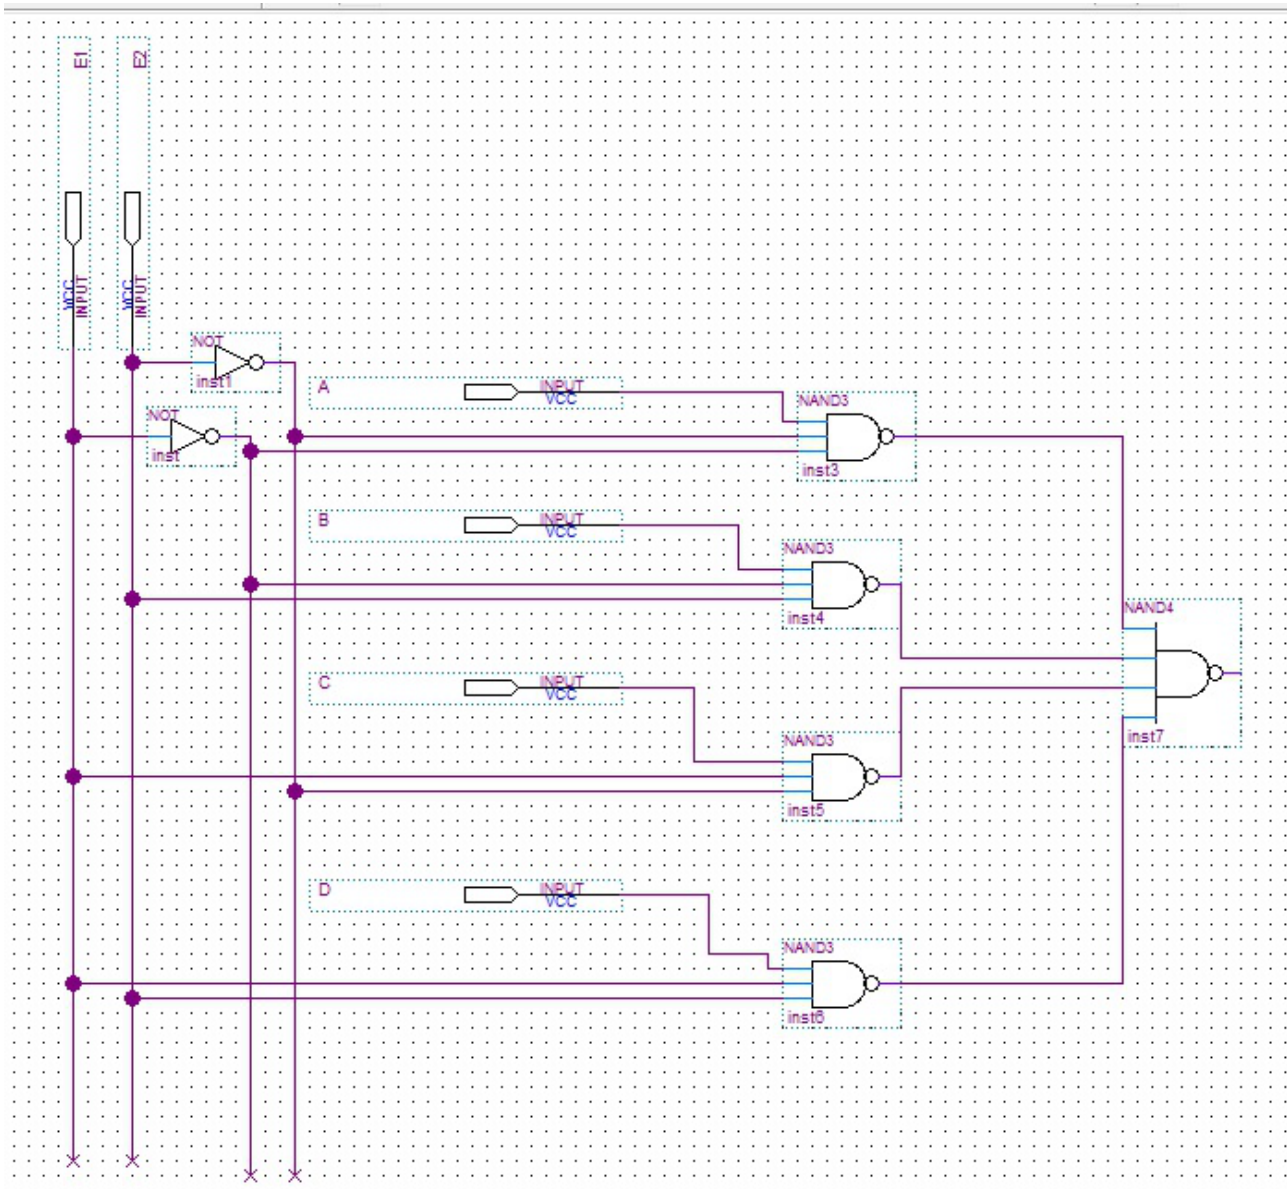 E1
E2
VCC
INPUT
VCC
INPUT
NOT
inst1
NOT
inst
A
INPUT
VCC
NAND3
inst3
B
INPUT
VCC
NAND3
inst4
NAND4
inst7
C
INPUT
VCC
NAND3
inst5
D
INPUT
VCC
NAND3
inst6